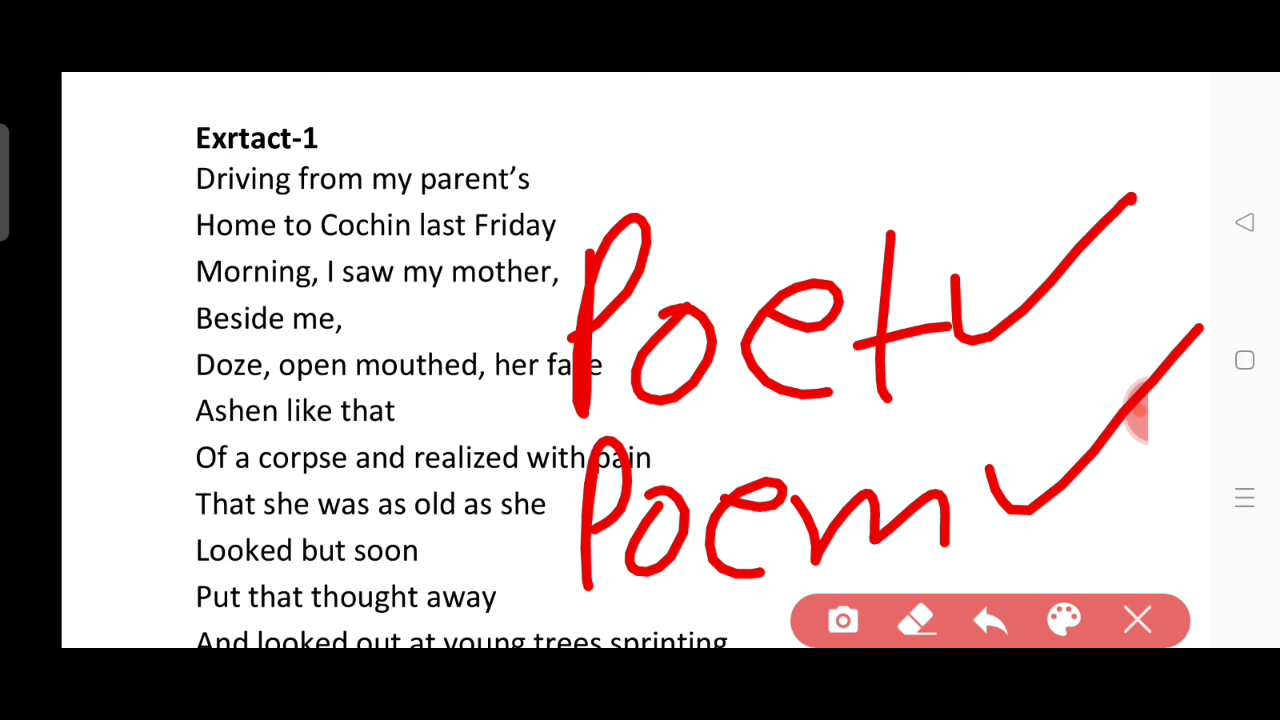 Exrtact-1
Driving from my parent’s
Home to Cochin last Friday
Morning, I saw my mother,
Beside me,
Doze, open mouthed, her face
Ashen like that
Of a corpse and realized with pain
That she was as old as she
Looked but soon
Put that thought away
And looked out at young trees sprinting
Poet
Poem